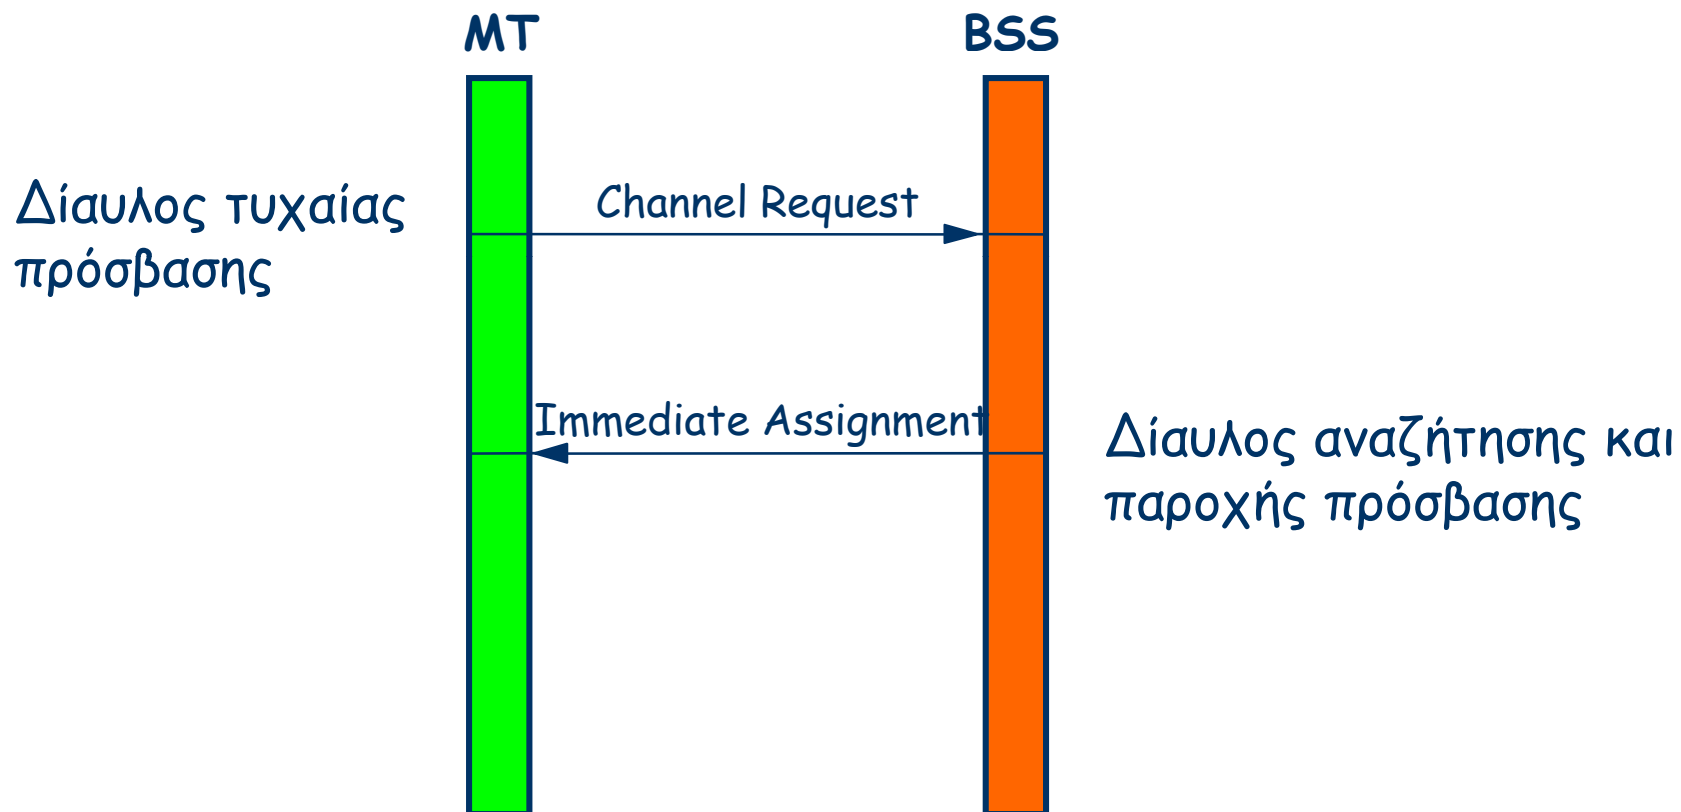 MT
BSS
Δίαυλος τυχαίας
πρόσβασης
Channel Request
Immediate Assignment
Δίαυλος αναζήτησης και
παροχής πρόσβασης